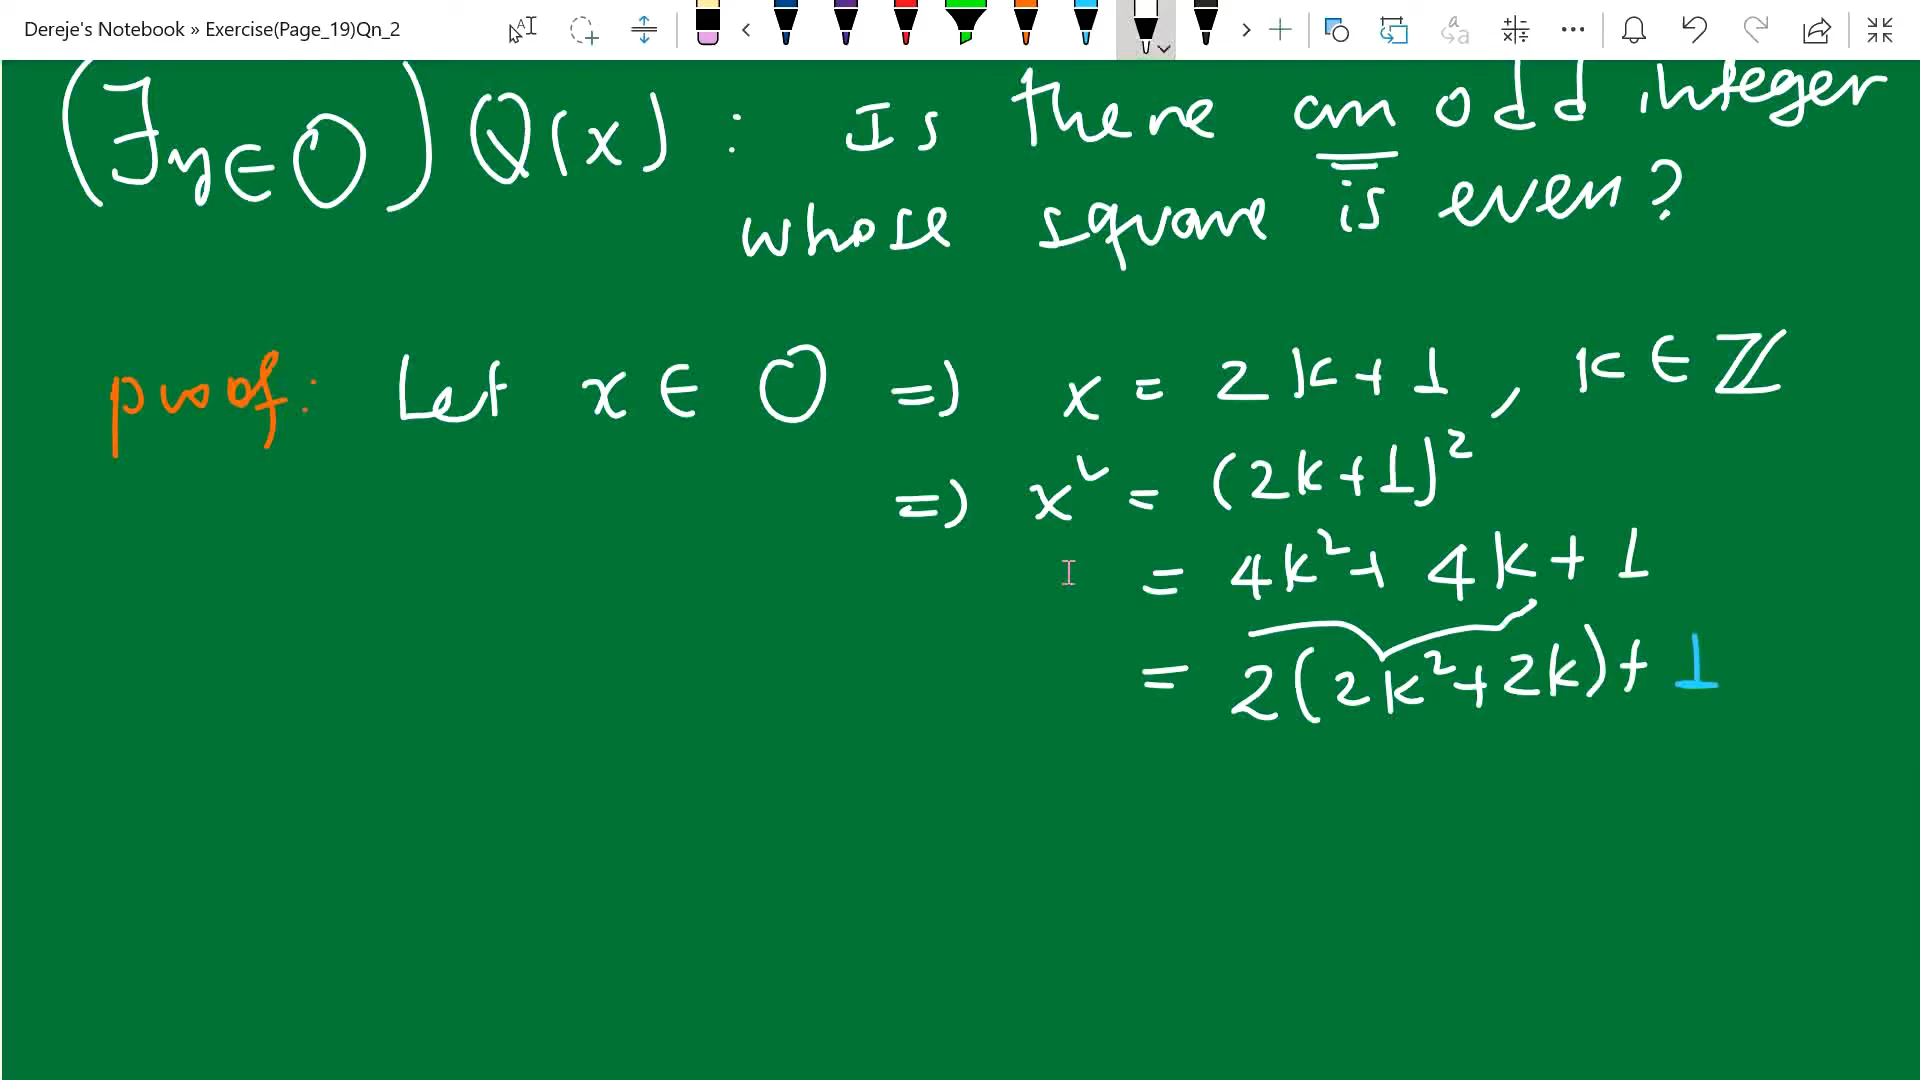 Dereje's Notebook » Exercise(Page_19)Qn_2
(∃y∈O) Q(x) : Is there an odd integer
whose square is even?
proof: Let x ∈ O => x = 2k+1 , k ∈ ℤ
=> x² = (2k+1)²
= 4k² + 4k + 1
= 2(2k²+2k) + 1